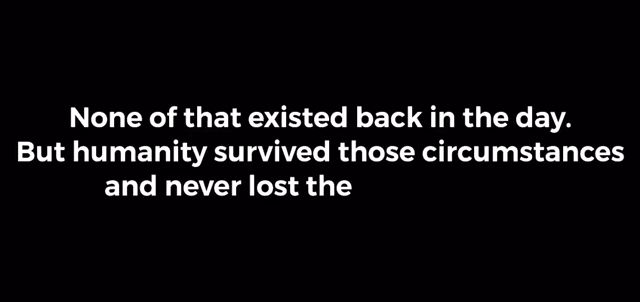 None of that existed back in the day.
But humanity survived those circumstances
and never lost the